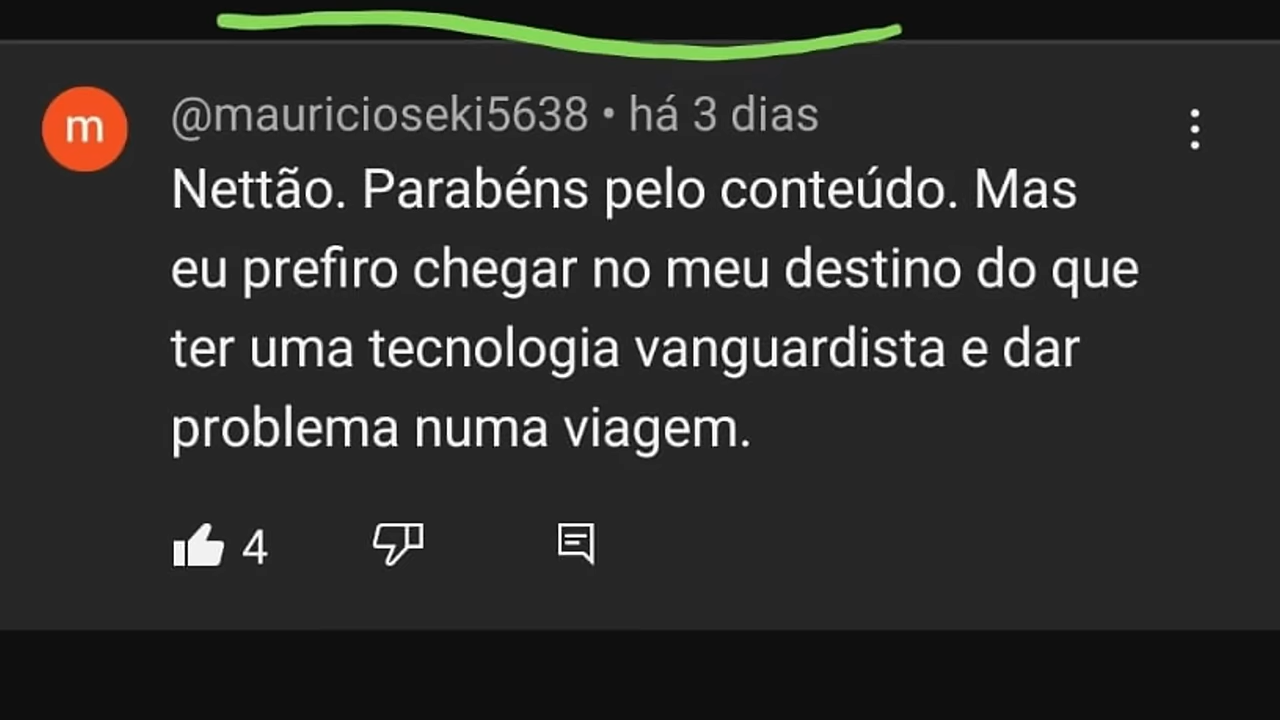 m
@mauricioseki5638 • há 3 dias
Nettão. Parabéns pelo conteúdo. Mas
eu prefiro chegar no meu destino do que
ter uma tecnologia vanguardista e dar
problema numa viagem.
4